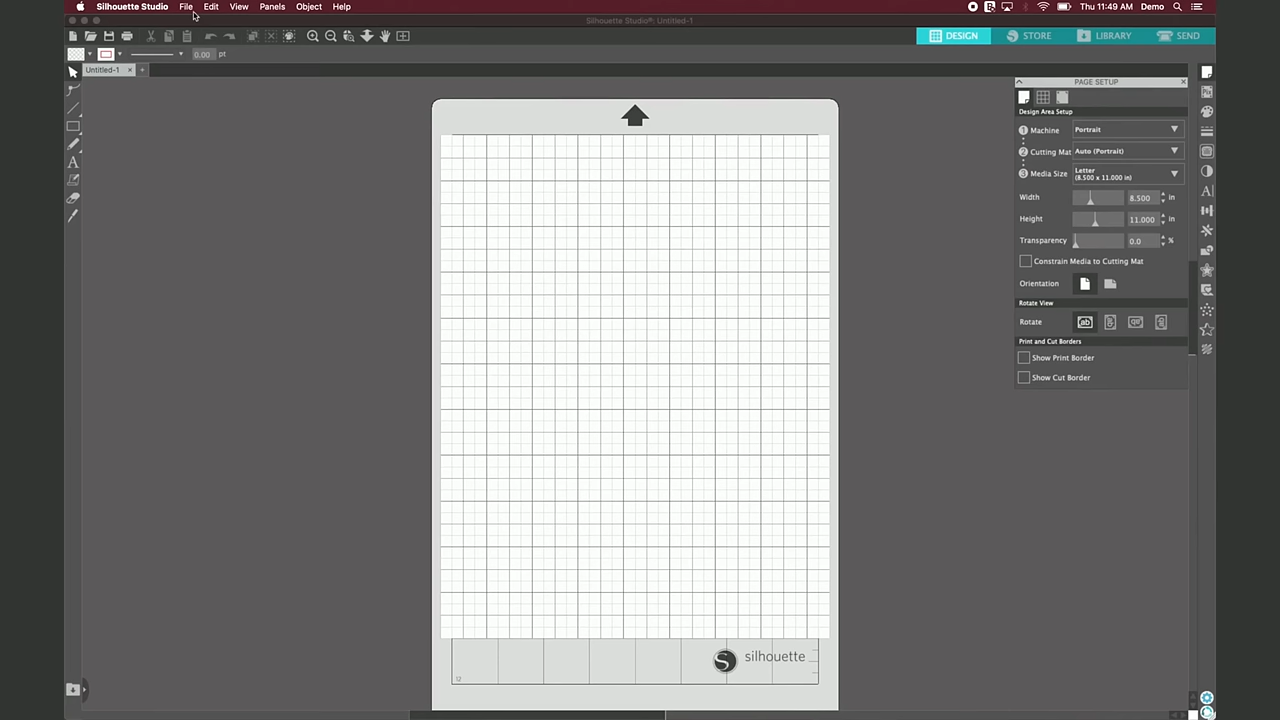 Silhouette Studio File Edit View Panels Object Help Thu 11:49 AM Demo
Silhouette Studio®: Untitled-1
DESIGN STORE LIBRARY SEND
0.00 pt
Untitled-1 × +
PAGE SETUP
Design Area Setup
1 Machine Portrait
2 Cutting Mat Auto (Portrait)
3 Media Size Letter
(8.500 x 11.000 in)
Width 8.500 in
Height 11.000 in
Transparency 0.0 %
Constrain Media to Cutting Mat
Orientation
Rotate View
Rotate
Print and Cut Borders
Show Print Border
Show Cut Border
S silhouette
12